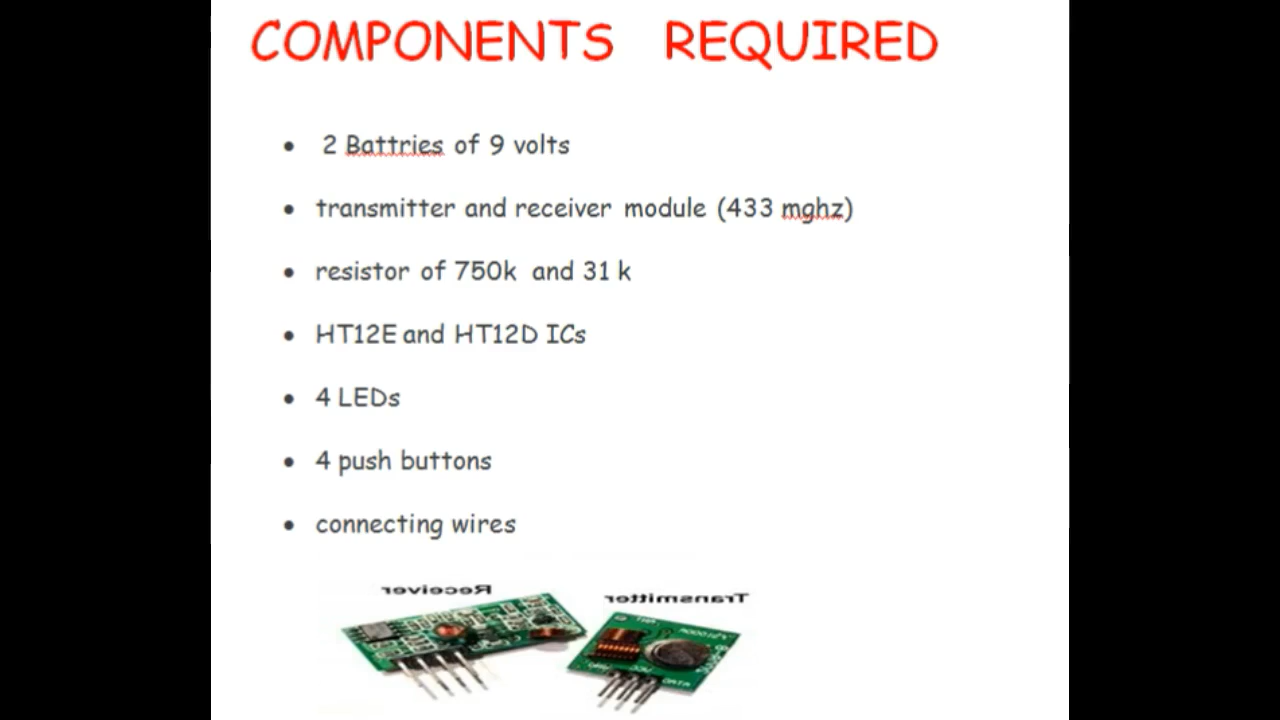 COMPONENTS REQUIRED
2 Battries of 9 volts
transmitter and receiver module (433 mghz)
resistor of 750k and 31 k
HT12E and HT12D ICs
4 LEDs
4 push buttons
connecting wires
Receiver
Transmitter